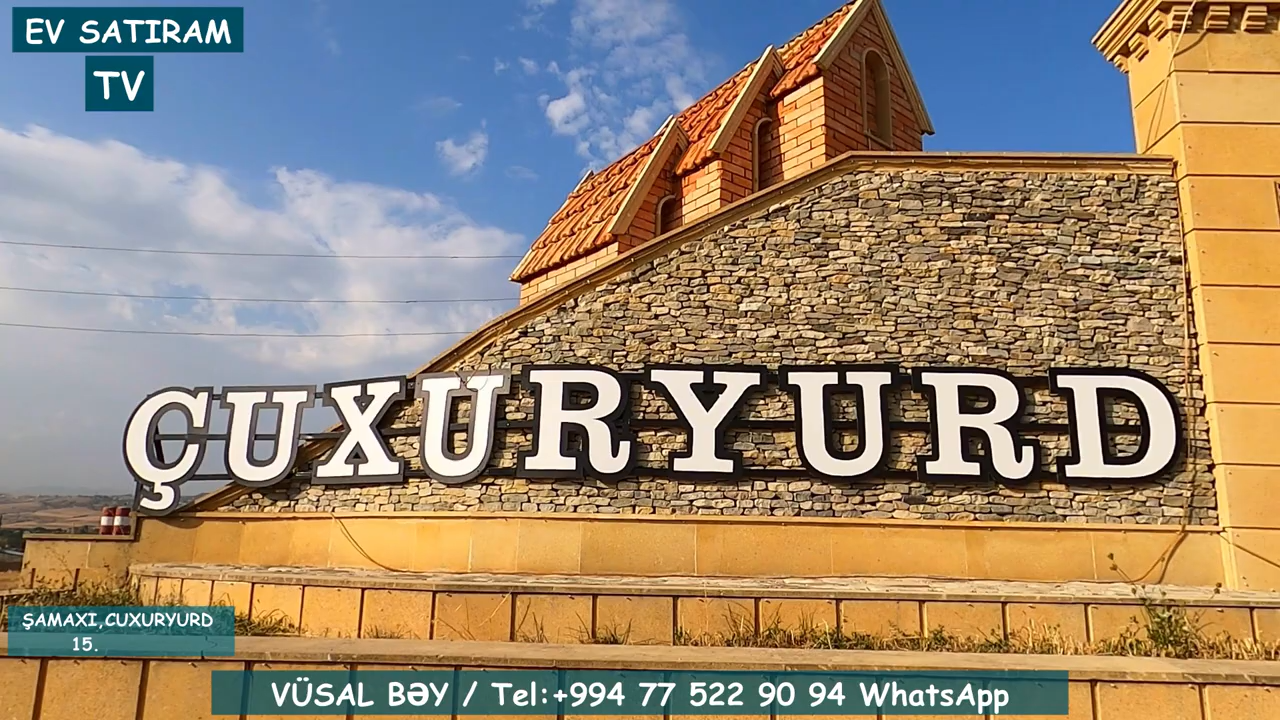 EV SATIRAM
TV
ÇUXURYURD
ŞAMAXI,CUXURYURD
15.
VÜSAL BƏY / Tel:+994 77 522 90 94 WhatsApp